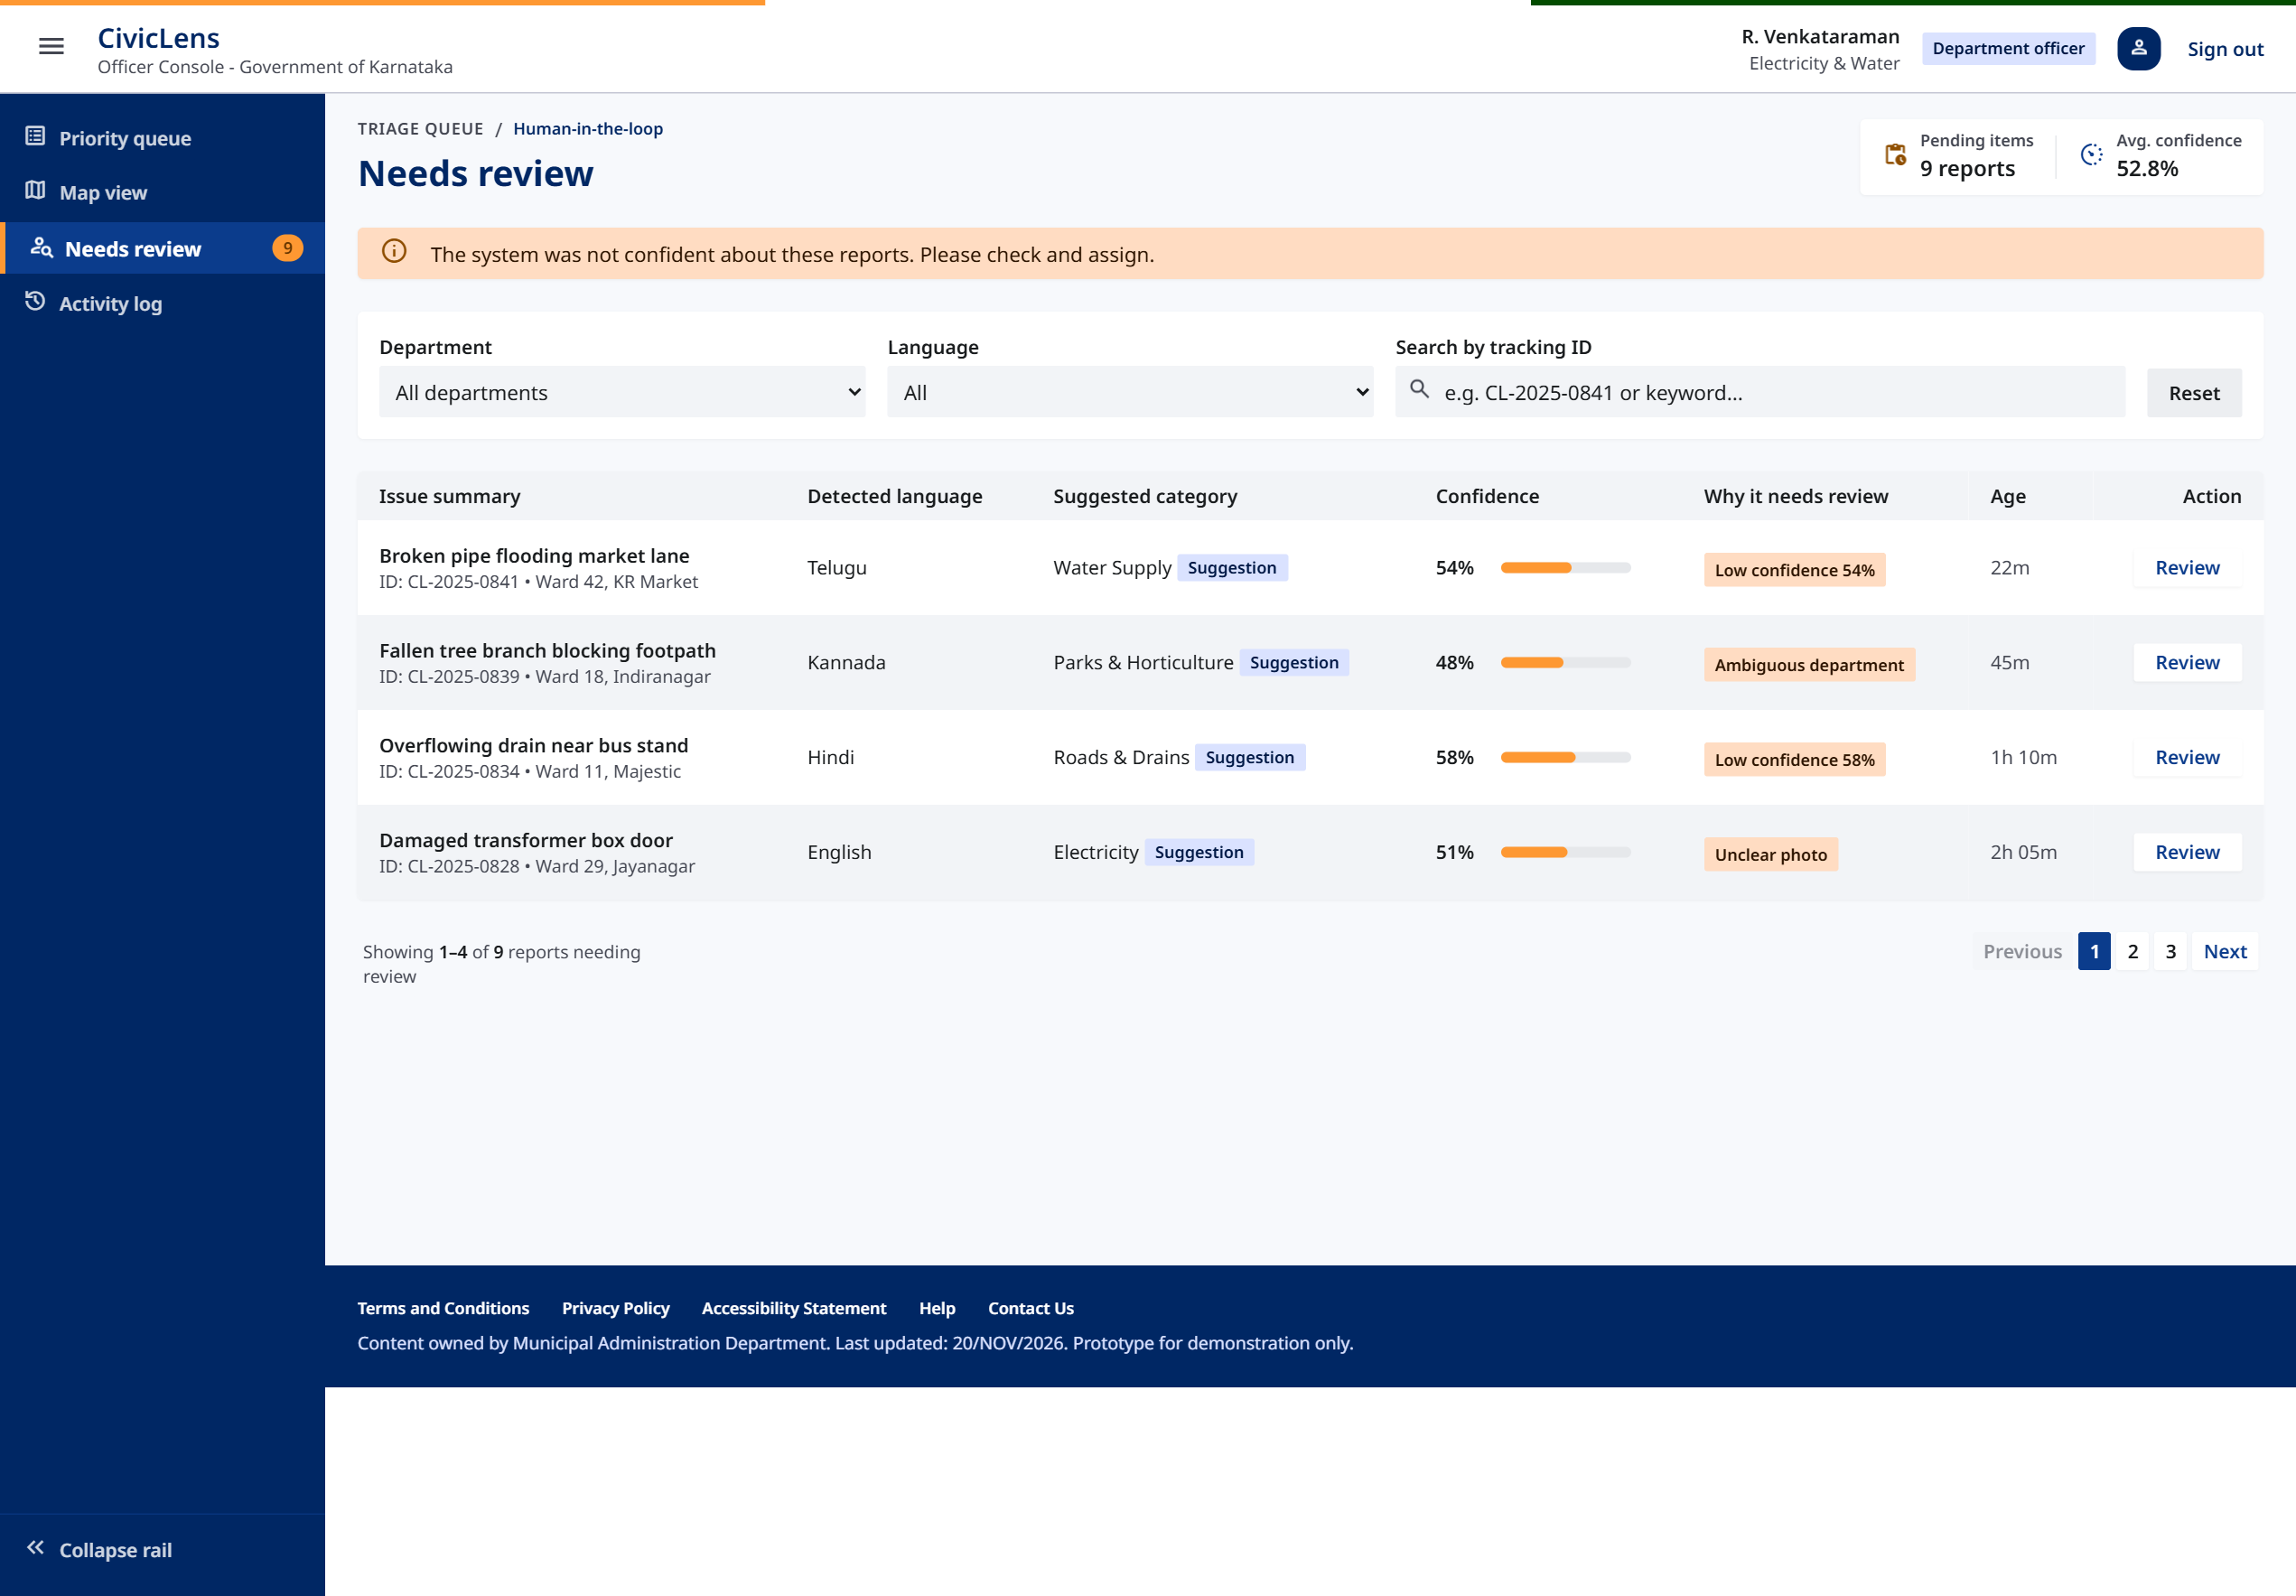 CivicLens
Officer Console - Government of Karnataka
R. Venkataraman
Electricity & Water
Department officer
Sign out
Priority queue
Map view
Needs review
9
Activity log
Collapse rail
TRIAGE QUEUE / Human-in-the-loop
Needs review
Pending items
9 reports
Avg. confidence
52.8%
The system was not confident about these reports. Please check and assign.
Department
All departments
Language
All
Search by tracking ID
e.g. CL-2025-0841 or keyword...
Reset
Issue summary Detected language Suggested category Confidence Why it needs review Age Action
Broken pipe flooding market lane
ID: CL-2025-0841 • Ward 42, KR Market
Telugu
Water Supply Suggestion
54%
Low confidence 54%
22m
Review
Fallen tree branch blocking footpath
ID: CL-2025-0839 • Ward 18, Indiranagar
Kannada
Parks & Horticulture Suggestion
48%
Ambiguous department
45m
Review
Overflowing drain near bus stand
ID: CL-2025-0834 • Ward 11, Majestic
Hindi
Roads & Drains Suggestion
58%
Low confidence 58%
1h 10m
Review
Damaged transformer box door
ID: CL-2025-0828 • Ward 29, Jayanagar
English
Electricity Suggestion
51%
Unclear photo
2h 05m
Review
Showing 1–4 of 9 reports needing
review
Previous 1 2 3 Next
Terms and Conditions Privacy Policy Accessibility Statement Help Contact Us
Content owned by Municipal Administration Department. Last updated: 20/NOV/2026. Prototype for demonstration only.